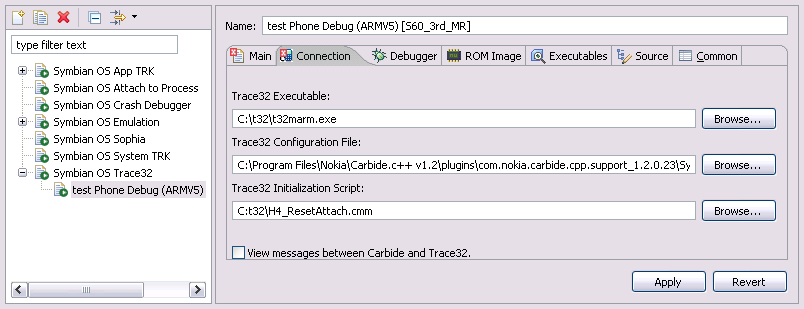 type filter text
Symbian OS App TRK
Symbian OS Attach to Process
Symbian OS Crash Debugger
Symbian OS Emulation
Symbian OS Sophia
Symbian OS System TRK
Symbian OS Trace32
test Phone Debug (ARMV5)
Name: test Phone Debug (ARMV5) [S60_3rd_MR]
Main Connection Debugger ROM Image Executables Source Common
Trace32 Executable:
C:\t32\t32marm.exe Browse...
Trace32 Configuration File:
C:\Program Files\Nokia\Carbide.c++ v1.2\plugins\com.nokia.carbide.cpp.support_1.2.0.23\Sy Browse...
Trace32 Initialization Script:
C:t32\H4_ResetAttach.cmm Browse...
View messages between Carbide and Trace32.
Apply Revert